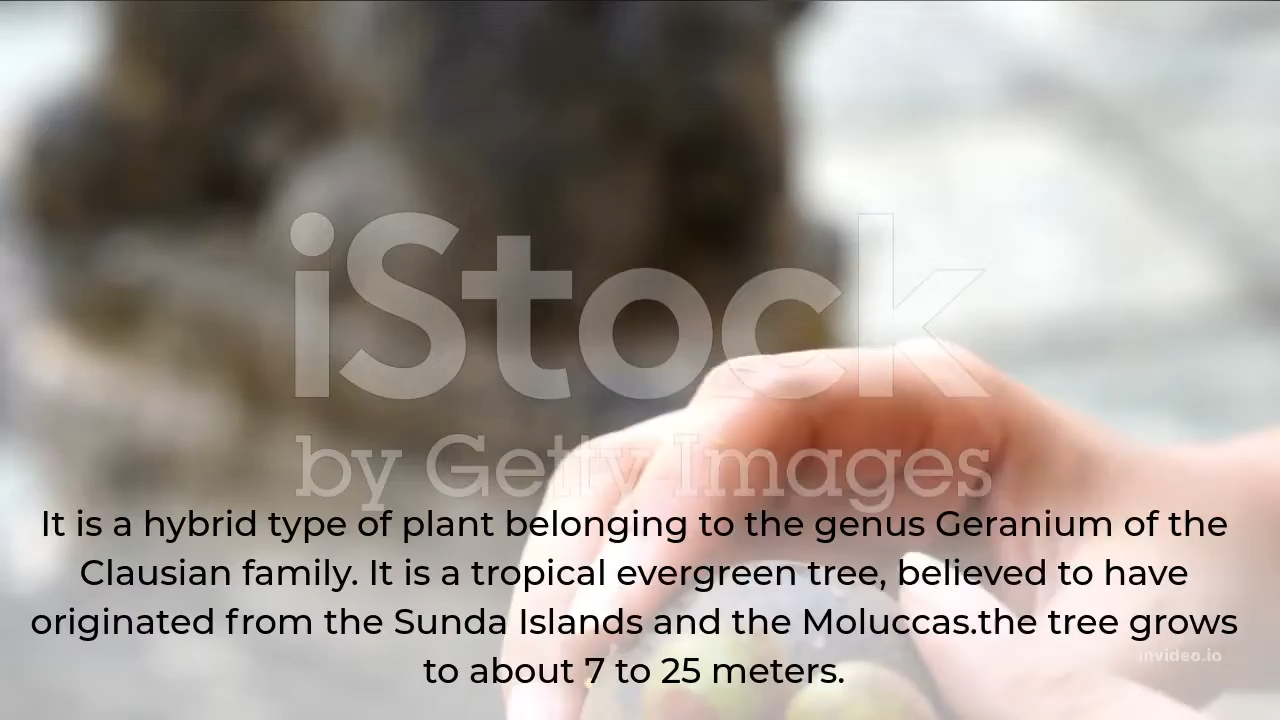 iStock
by Getty Images
It is a hybrid type of plant belonging to the genus Geranium of the
Clausian family. It is a tropical evergreen tree, believed to have
originated from the Sunda Islands and the Moluccas.the tree grows
to about 7 to 25 meters.
invideo.io